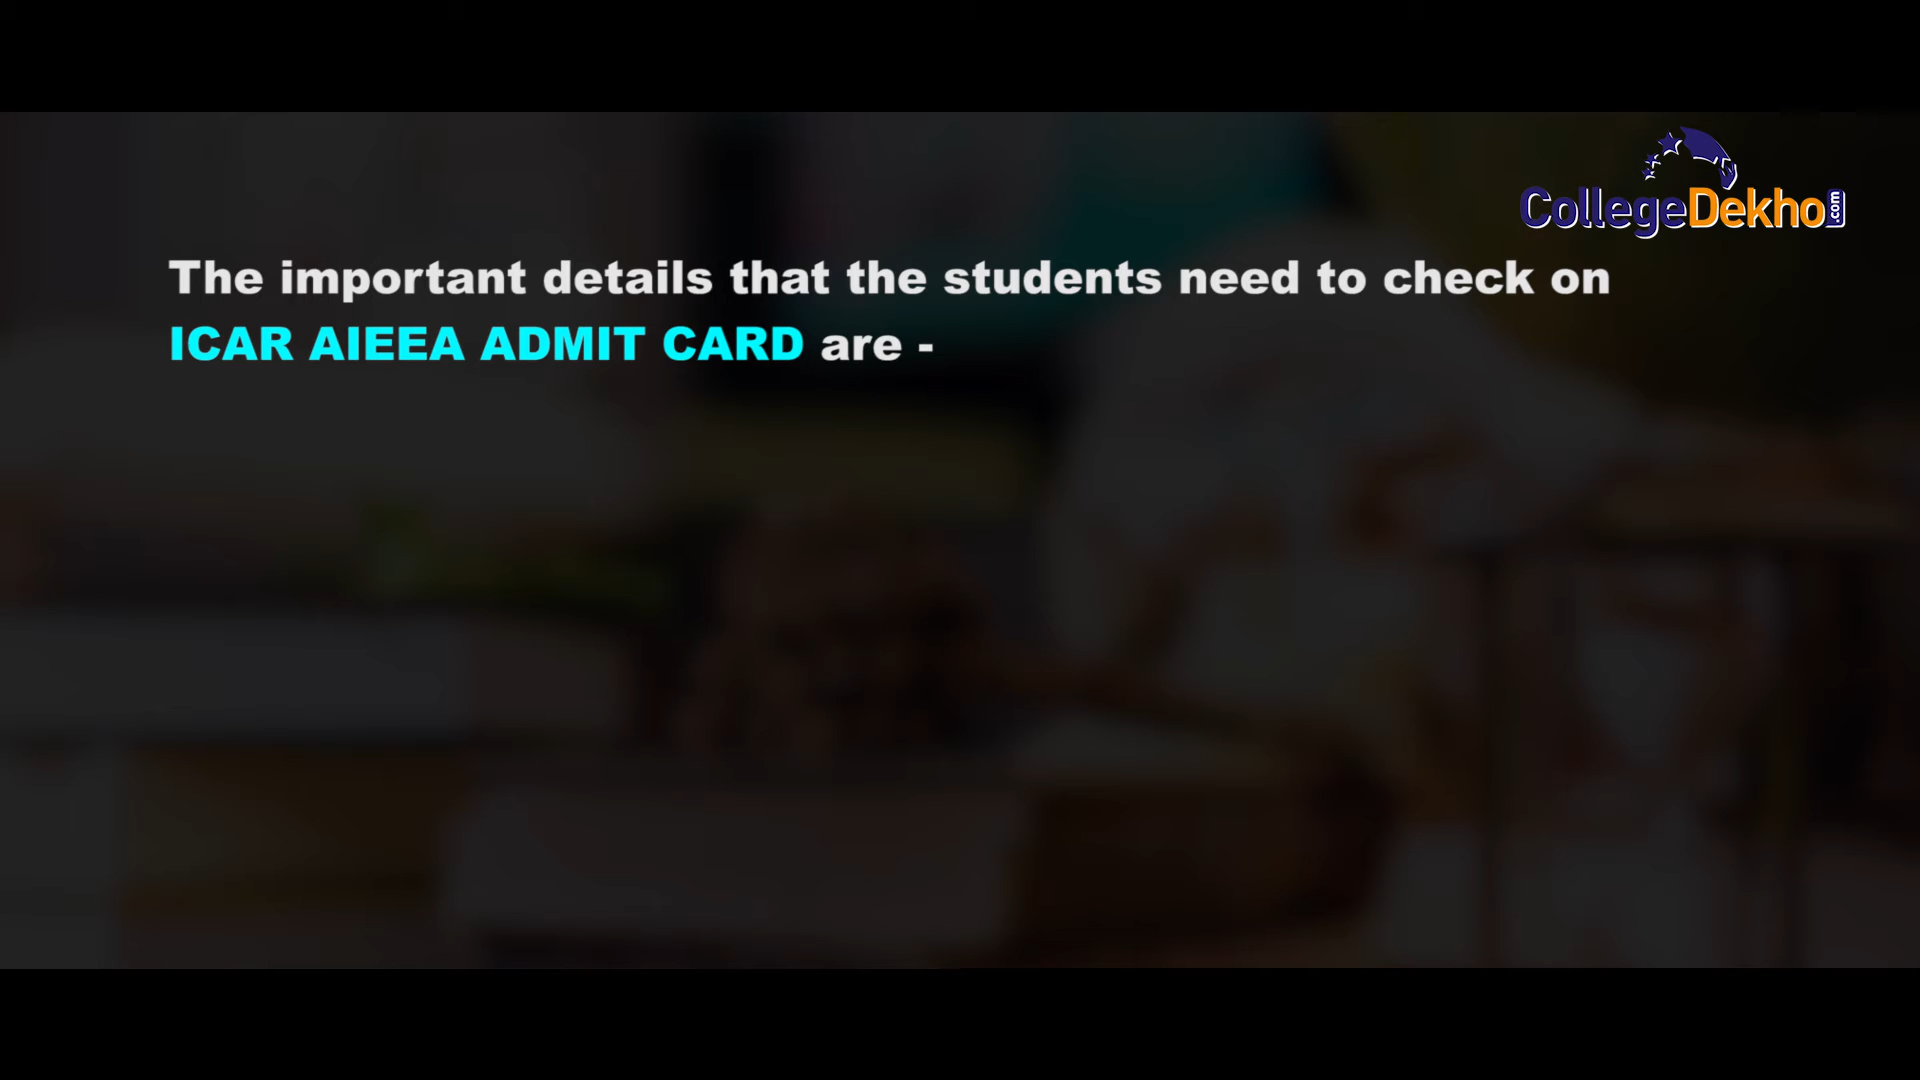 CollegeDekho.com
The important details that the students need to check on
ICAR AIEEA ADMIT CARD are -